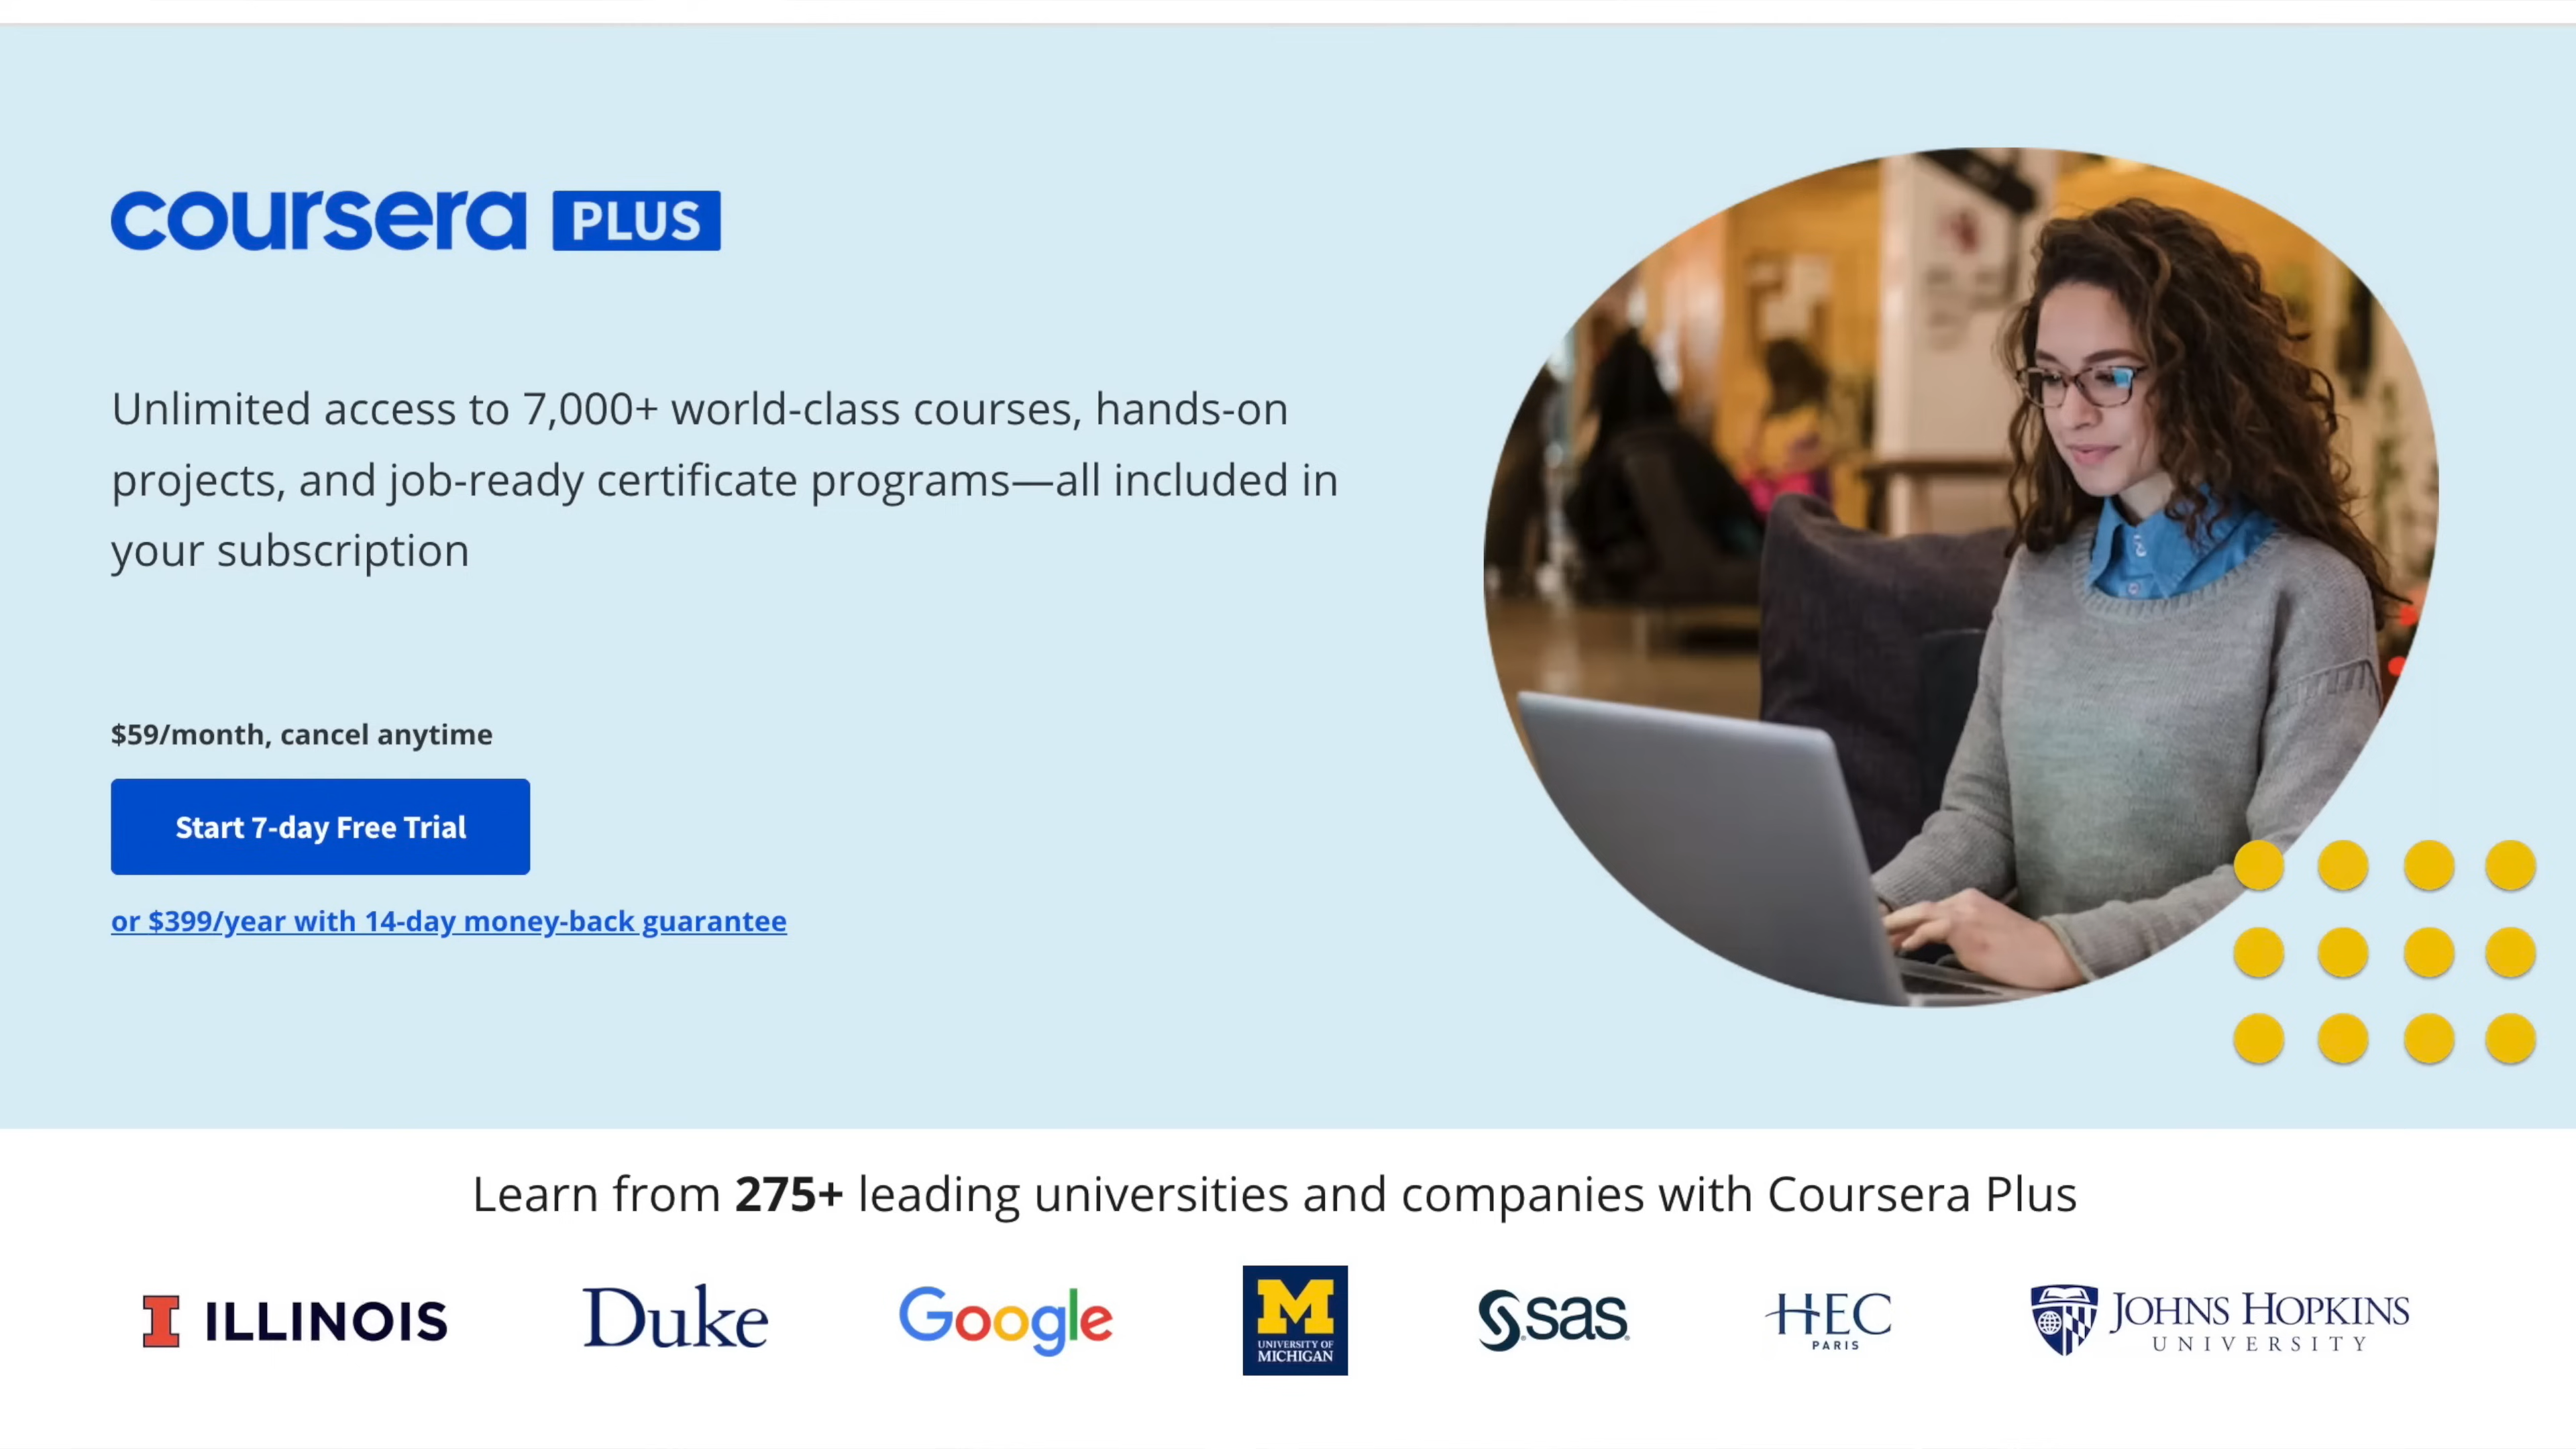 coursera PLUS
Unlimited access to 7,000+ world-class courses, hands-on
projects, and job-ready certificate programs—all included in
your subscription
$59/month, cancel anytime
Start 7-day Free Trial
or $399/year with 14-day money-back guarantee
Learn from 275+ leading universities and companies with Coursera Plus
I ILLINOIS
Duke
Google
M
UNIVERSITY OF
MICHIGAN
sas
HEC
PARIS
JOHNS HOPKINS
UNIVERSITY